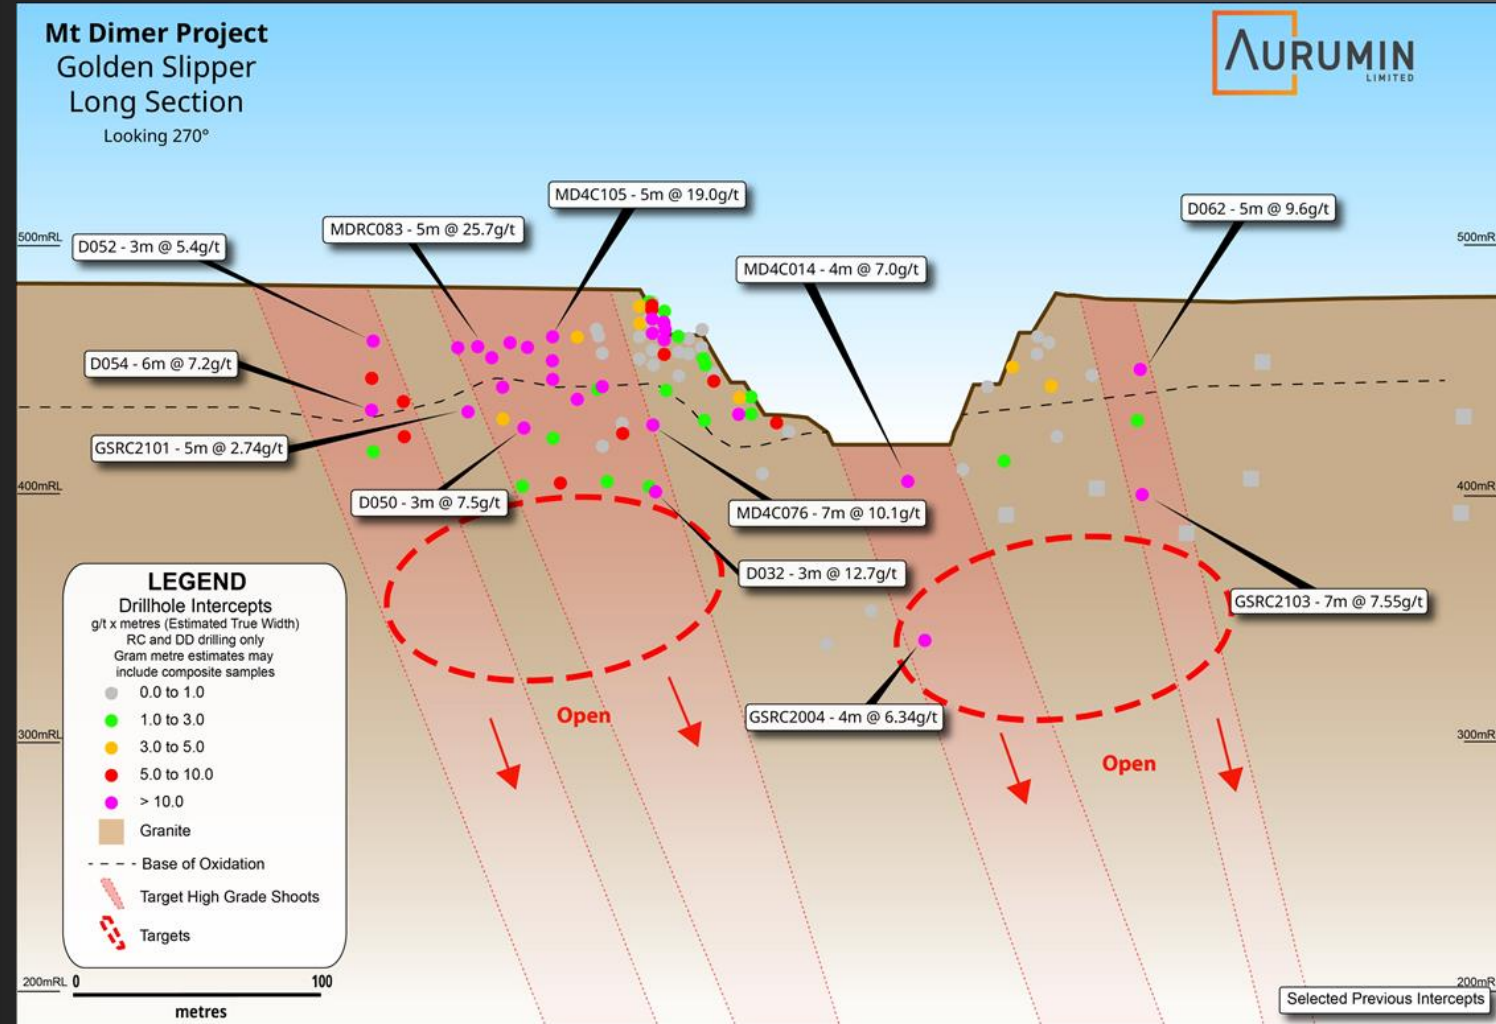 Mt Dimer Project
Golden Slipper
Long Section
Looking 270°
AURUMIN
LIMITED
MD4C105 - 5m @ 19.0g/t
D062 - 5m @ 9.6g/t
MDRC083 - 5m @ 25.7g/t
500mRL
D052 - 3m @ 5.4g/t
500mR
MD4C014 - 4m @ 7.0g/t
D054 - 6m @ 7.2g/t
GSRC2101 - 5m @ 2.74g/t
400mRL
D050 - 3m @ 7.5g/t
MD4C076 - 7m @ 10.1g/t
400mR
D032 - 3m @ 12.7g/t
GSRC2103 - 7m @ 7.55g/t
GSRC2004 - 4m @ 6.34g/t
Open
Open
300mRL
300mR
LEGEND
Drillhole Intercepts
g/t x metres (Estimated True Width)
RC and DD drilling only
Gram metre estimates may
include composite samples
0.0 to 1.0
1.0 to 3.0
3.0 to 5.0
5.0 to 10.0
> 10.0
Granite
Base of Oxidation
Target High Grade Shoots
Targets
200mRL
0 100
metres
200mR
Selected Previous Intercepts